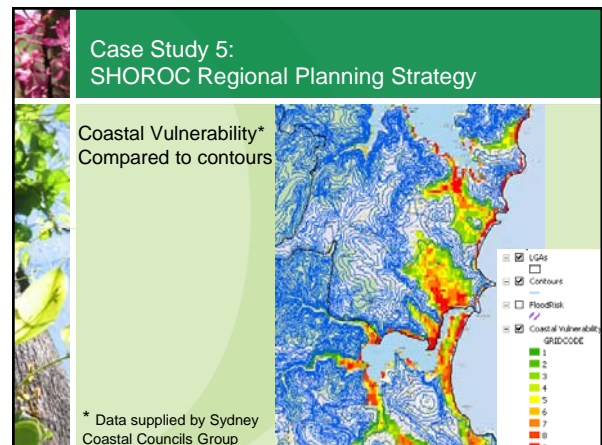 Case Study 5:
SHOROC Regional Planning Strategy
Coastal Vulnerability*
Compared to contours
LGAs
Contours
FloodRisk
Coastal Vulnerability
GRIDCODE
1
2
3
4
5
6
7
8
* Data supplied by Sydney
Coastal Councils Group